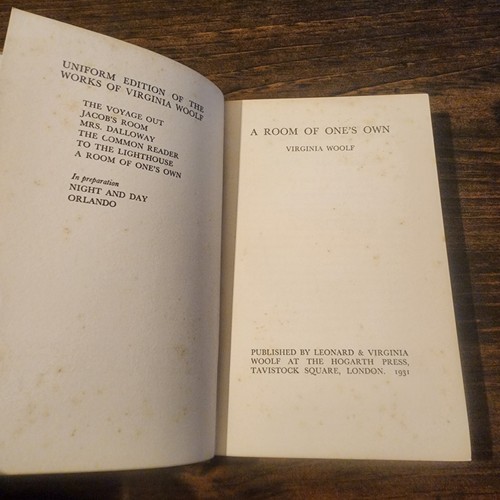 UNIFORM EDITION OF THE
WORKS OF VIRGINIA WOOLF
THE VOYAGE OUT
JACOB'S ROOM
MRS. DALLOWAY
THE COMMON READER
TO THE LIGHTHOUSE
A ROOM OF ONE'S OWN
In preparation
NIGHT AND DAY
ORLANDO
A ROOM OF ONE'S OWN
VIRGINIA WOOLF
PUBLISHED BY LEONARD & VIRGINIA
WOOLF AT THE HOGARTH PRESS,
TAVISTOCK SQUARE, LONDON. 1931